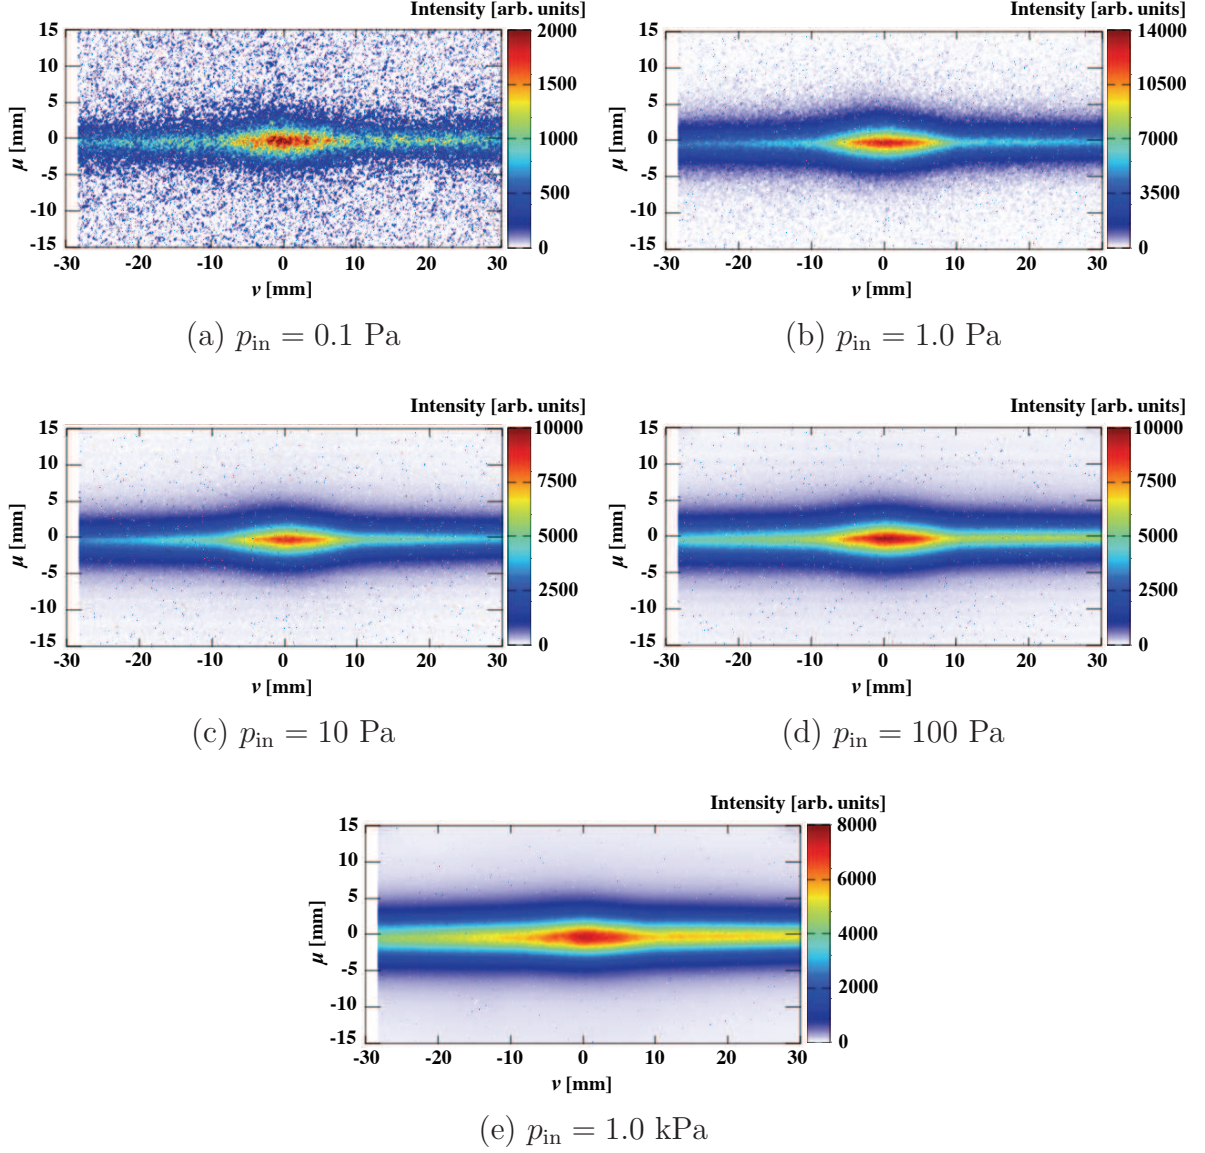 Intensity [arb. units] Intensity [arb. units]
15 10 5 0 -5 -10 -15 μ [mm] 2000 1500 1000 500 0 15 10 5 0 -5 -10 -15 μ [mm] 14000 10500 7000 3500 0
-30 -20 -10 0 10 20 30 -30 -20 -10 0 10 20 30
ν [mm] ν [mm]
(a) p_in = 0.1 Pa (b) p_in = 1.0 Pa
Intensity [arb. units] Intensity [arb. units]
15 10 5 0 -5 -10 -15 μ [mm] 10000 7500 5000 2500 0 15 10 5 0 -5 -10 -15 μ [mm] 10000 7500 5000 2500 0
-30 -20 -10 0 10 20 30 -30 -20 -10 0 10 20 30
ν [mm] ν [mm]
(c) p_in = 10 Pa (d) p_in = 100 Pa
Intensity [arb. units]
15 10 5 0 -5 -10 -15 μ [mm] 8000 6000 4000 2000 0
-30 -20 -10 0 10 20 30
ν [mm]
(e) p_in = 1.0 kPa